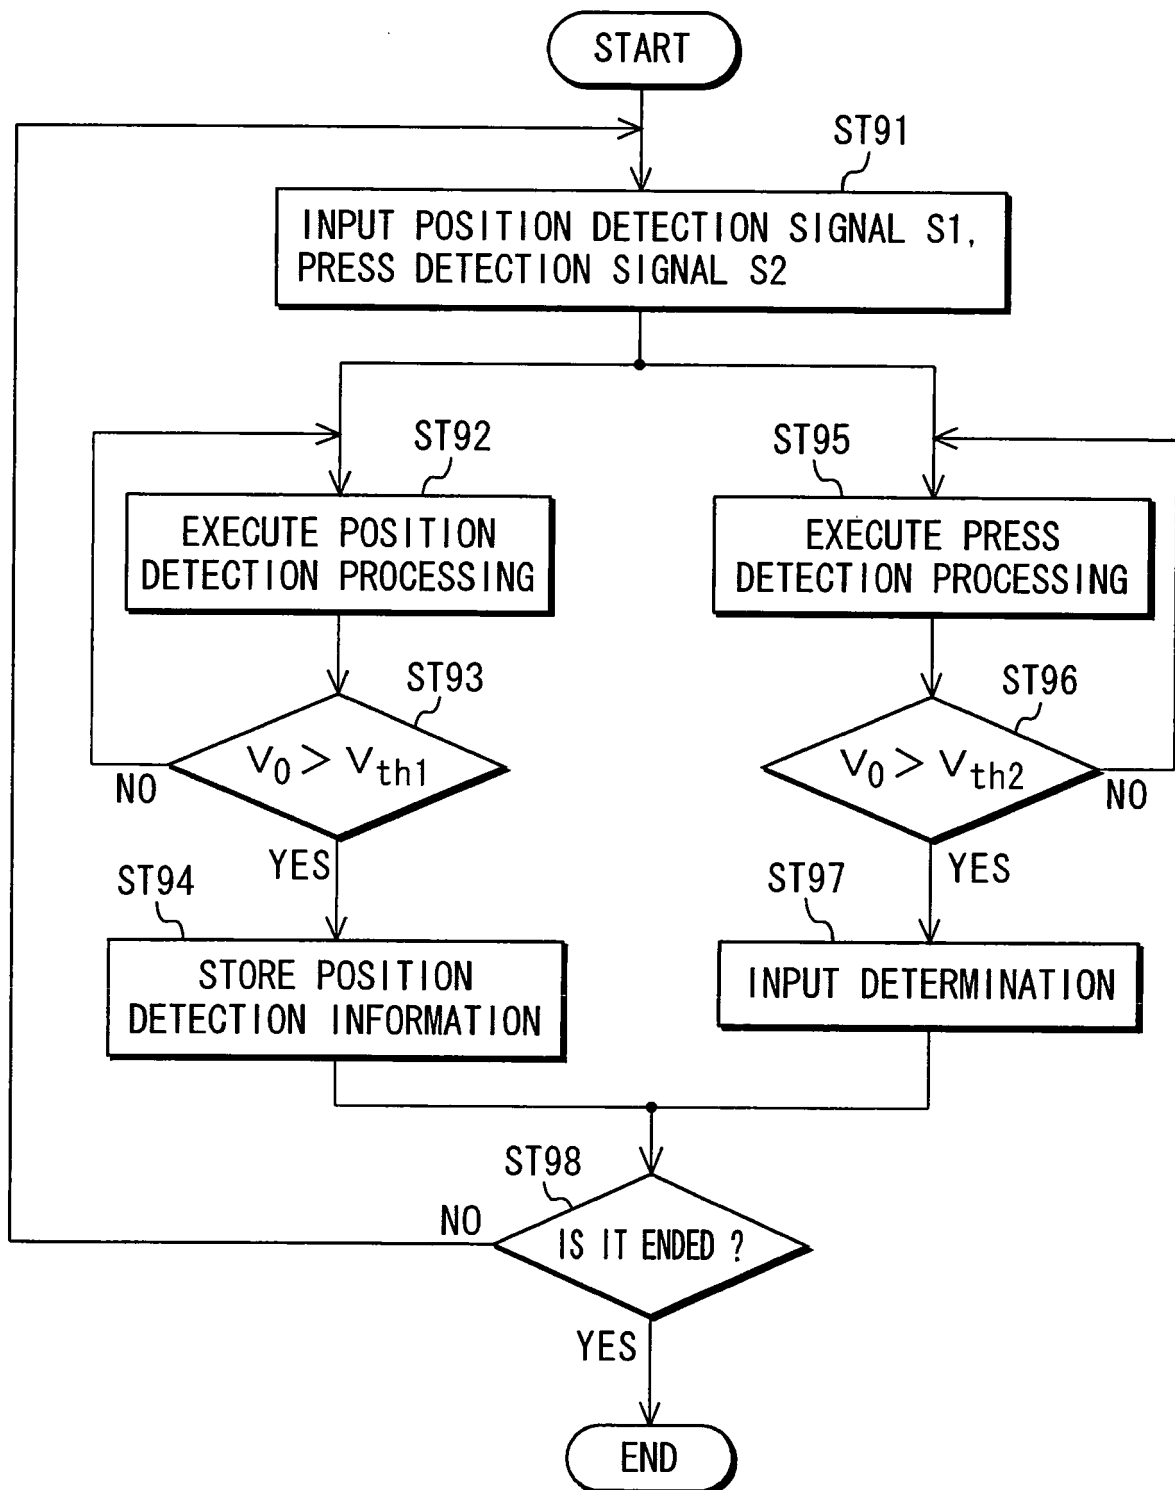 START
ST91
INPUT POSITION DETECTION SIGNAL S1,
PRESS DETECTION SIGNAL S2
ST92
EXECUTE POSITION
DETECTION PROCESSING
ST95
EXECUTE PRESS
DETECTION PROCESSING
ST93
V0 > Vth1
NO
YES
ST96
V0 > Vth2
NO
YES
ST94
STORE POSITION
DETECTION INFORMATION
ST97
INPUT DETERMINATION
ST98
IS IT ENDED ?
NO
YES
END